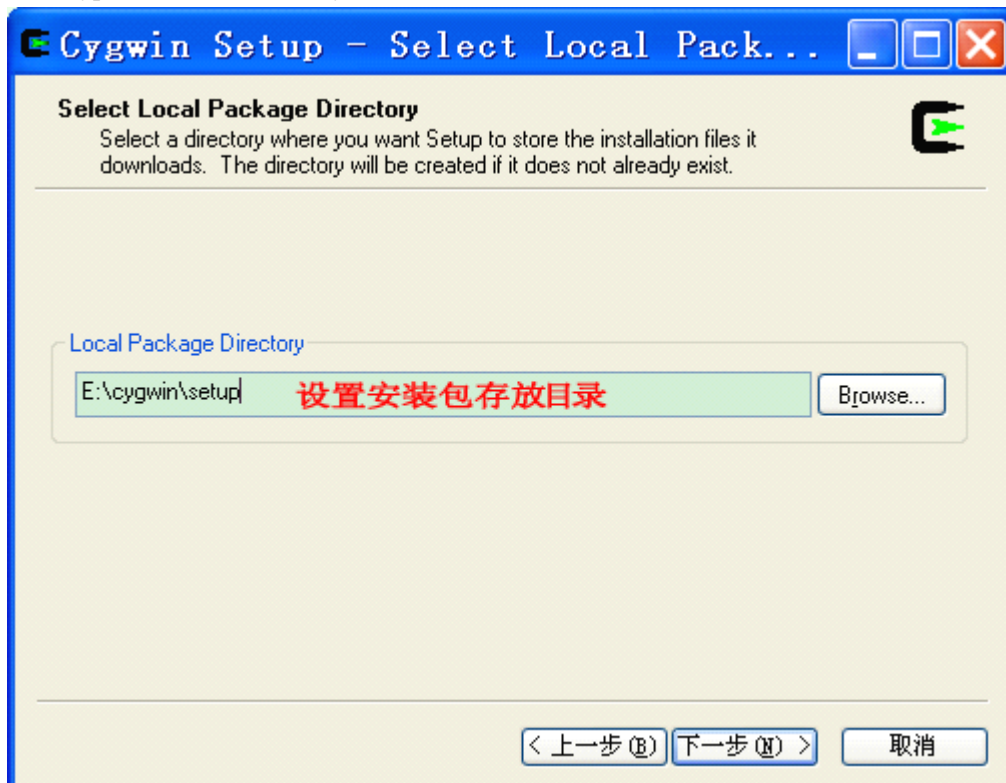 Cygwin Setup - Select Local Pack...
Select Local Package Directory
Select a directory where you want Setup to store the installation files it
downloads. The directory will be created if it does not already exist.
Local Package Directory
E:\cygwin\setup 设置安装包存放目录 Browse...
< 上一步(B) 下一步(N) > 取消